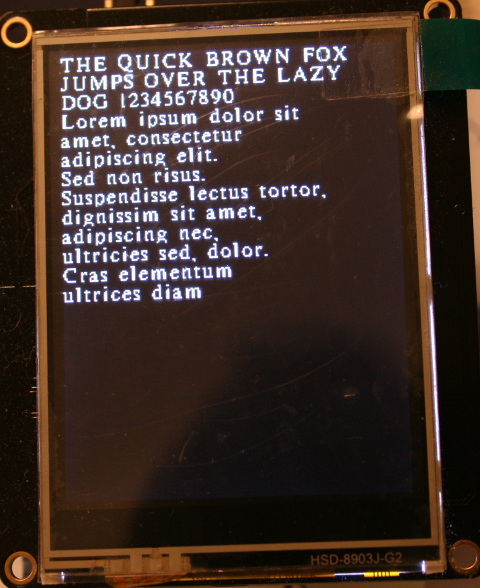 THE QUICK BROWN FOX
JUMPS OVER THE LAZY
DOG 1234567890
Lorem ipsum dolor sit
amet, consectetur
adipiscing elit.
Sed non risus.
Suspendisse lectus tortor,
dignissim sit amet,
adipiscing nec,
ultricies sed, dolor.
Cras elementum
ultrices diam
HSD-8903J-G2